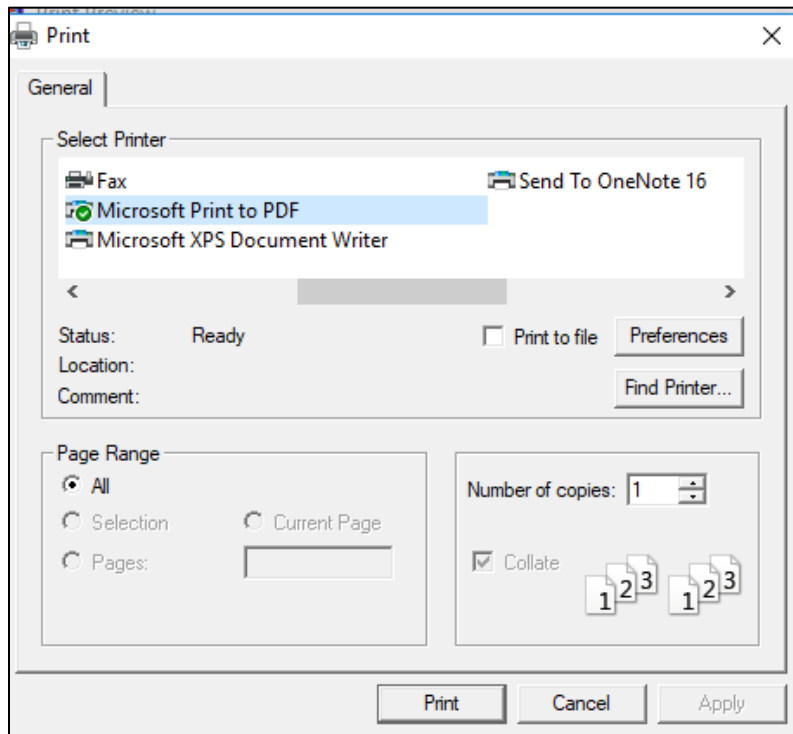 Print Preview
Print
General
Select Printer
Fax
Send To OneNote 16
Microsoft Print to PDF
Microsoft XPS Document Writer
Status: Ready
Print to file
Preferences
Location:
Find Printer...
Comment:
Page Range
All
Number of copies: 1
Selection
Current Page
Pages:
Collate
1 2 3 1 2 3
Print
Cancel
Apply